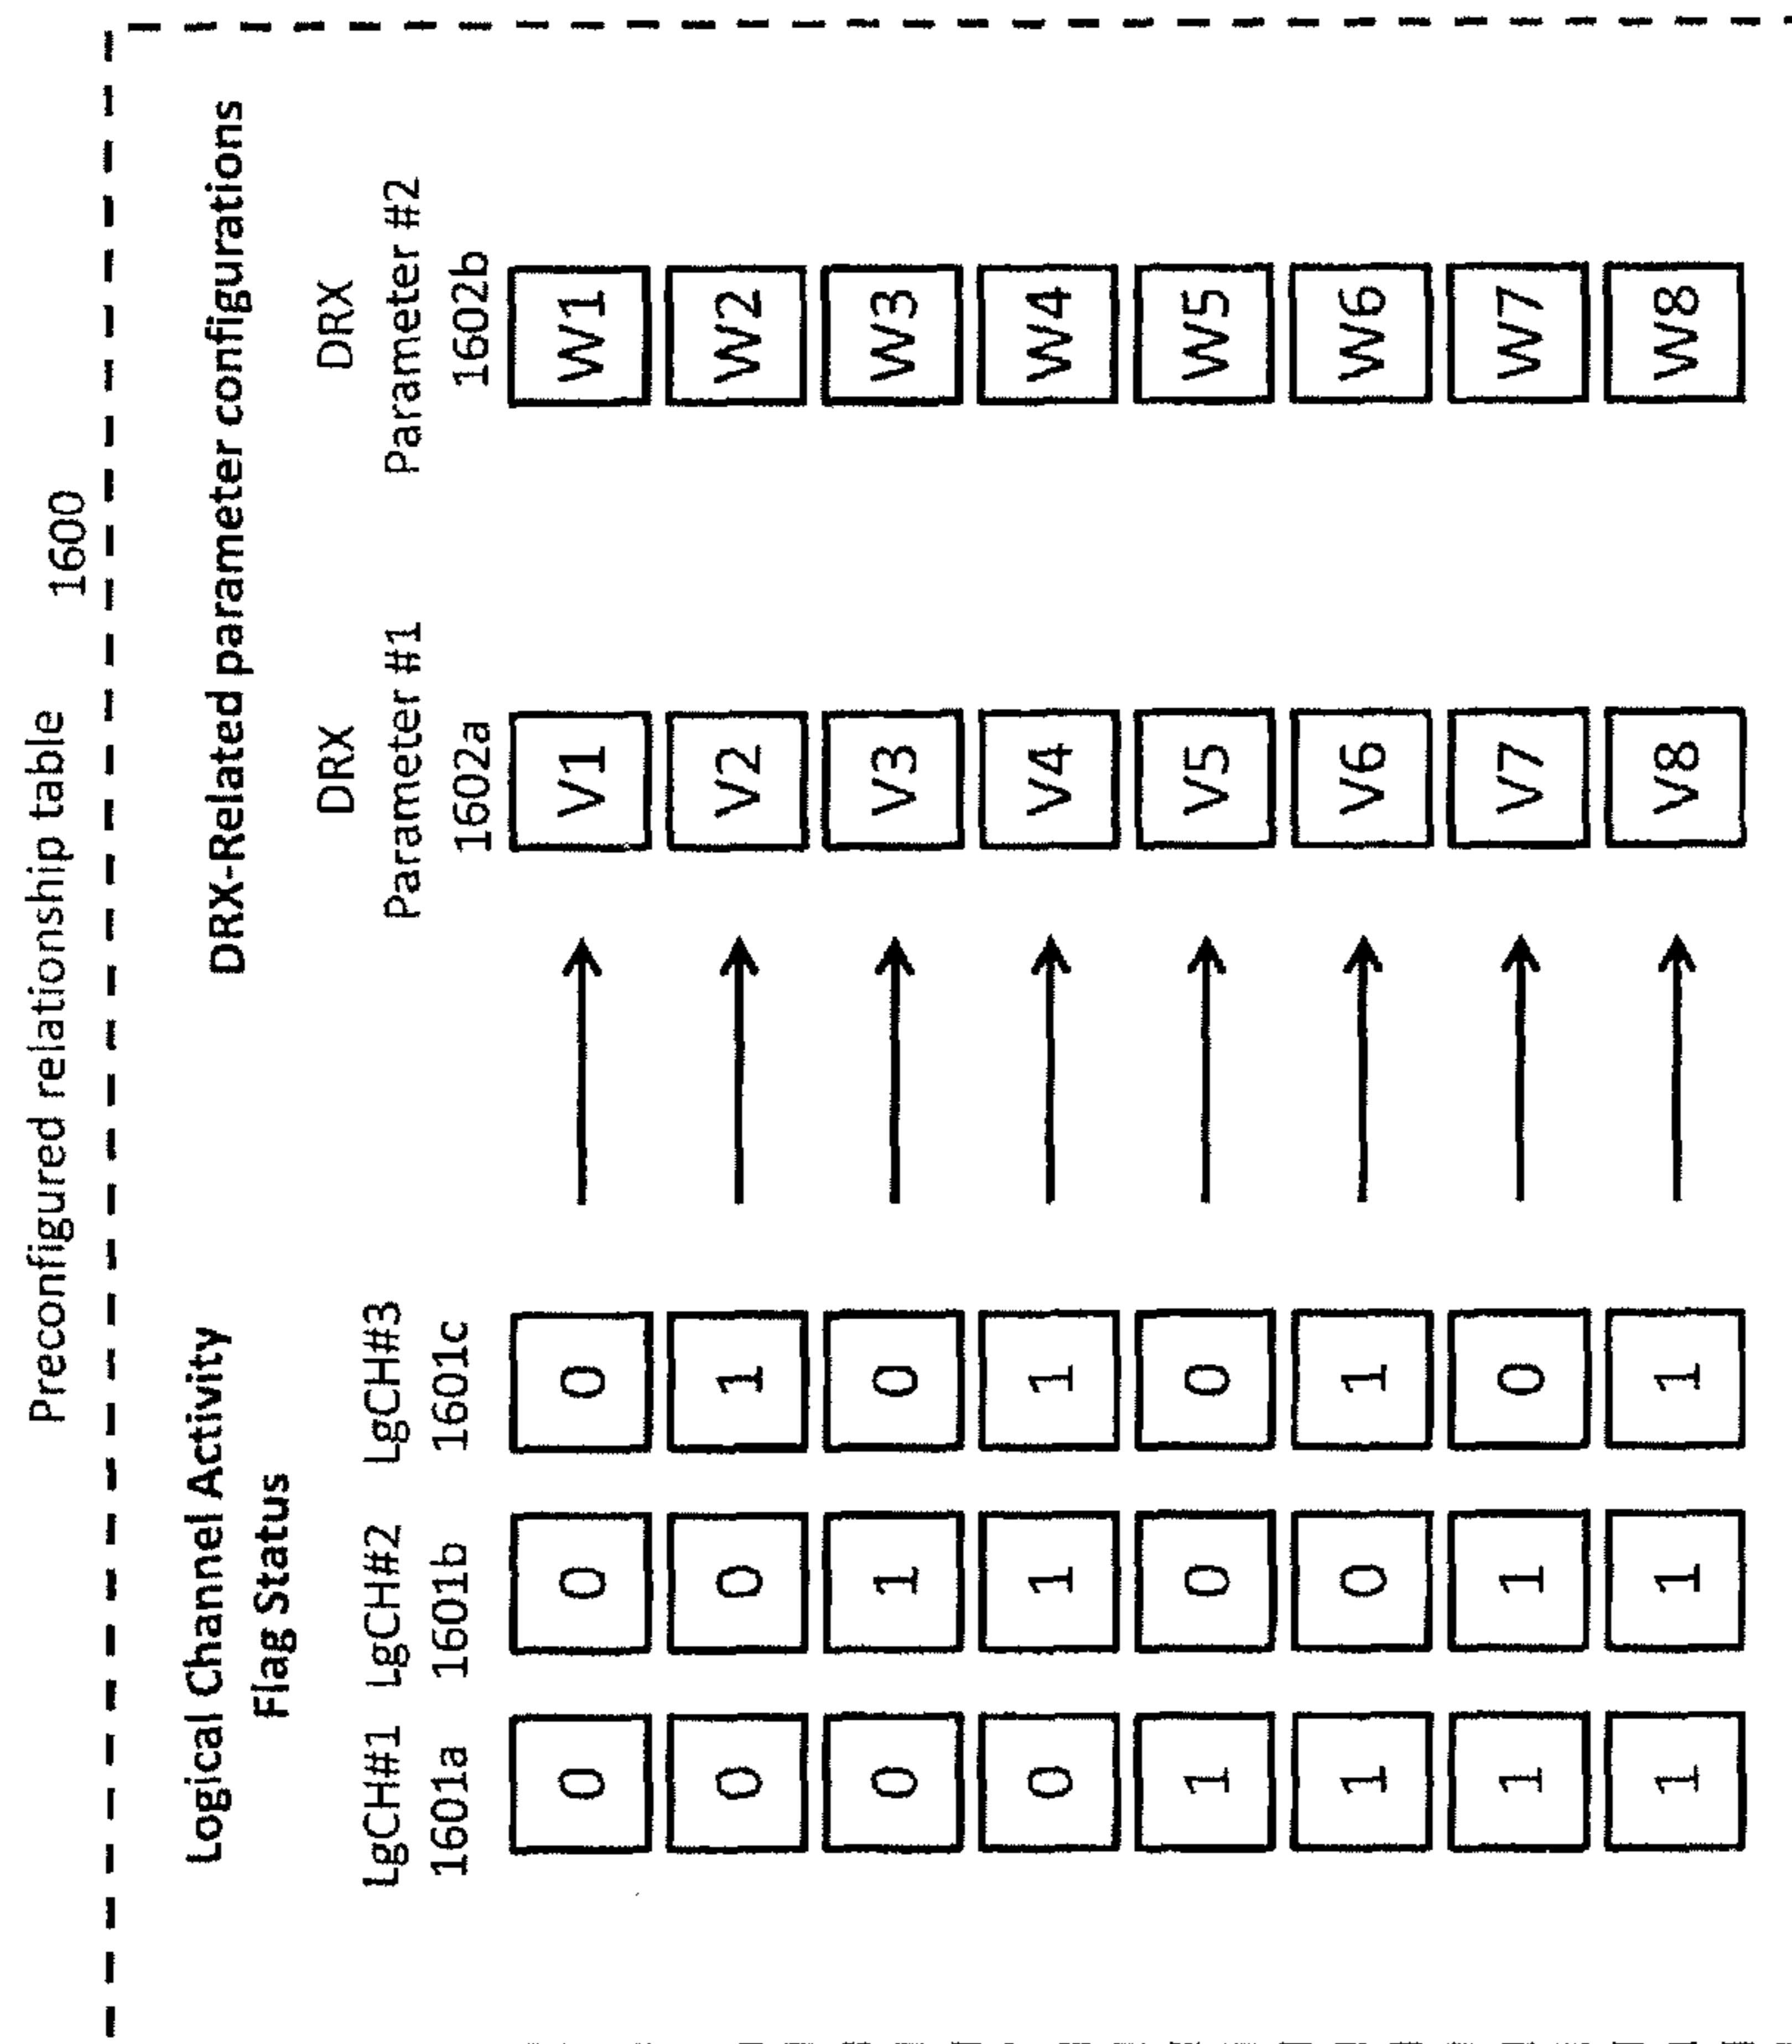 Preconfigured relationship table 1600
Logical Channel Activity
Flag Status
DRX-Related parameter configurations
LgCH#1 LgCH#2 LgCH#3
1601a 1601b 1601c
DRX
Parameter #1
1602a
DRX
Parameter #2
1602b
0 0 0 V1 W1
0 0 1 V2 W2
0 1 0 V3 W3
0 1 1 V4 W4
1 0 0 V5 W5
1 0 1 V6 W6
1 1 0 V7 W7
1 1 1 V8 W8